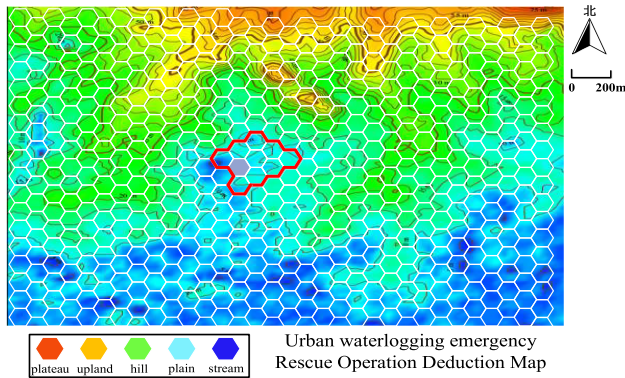 北
0 200m
plateau upland hill plain stream
Urban waterlogging emergency
Rescue Operation Deduction Map